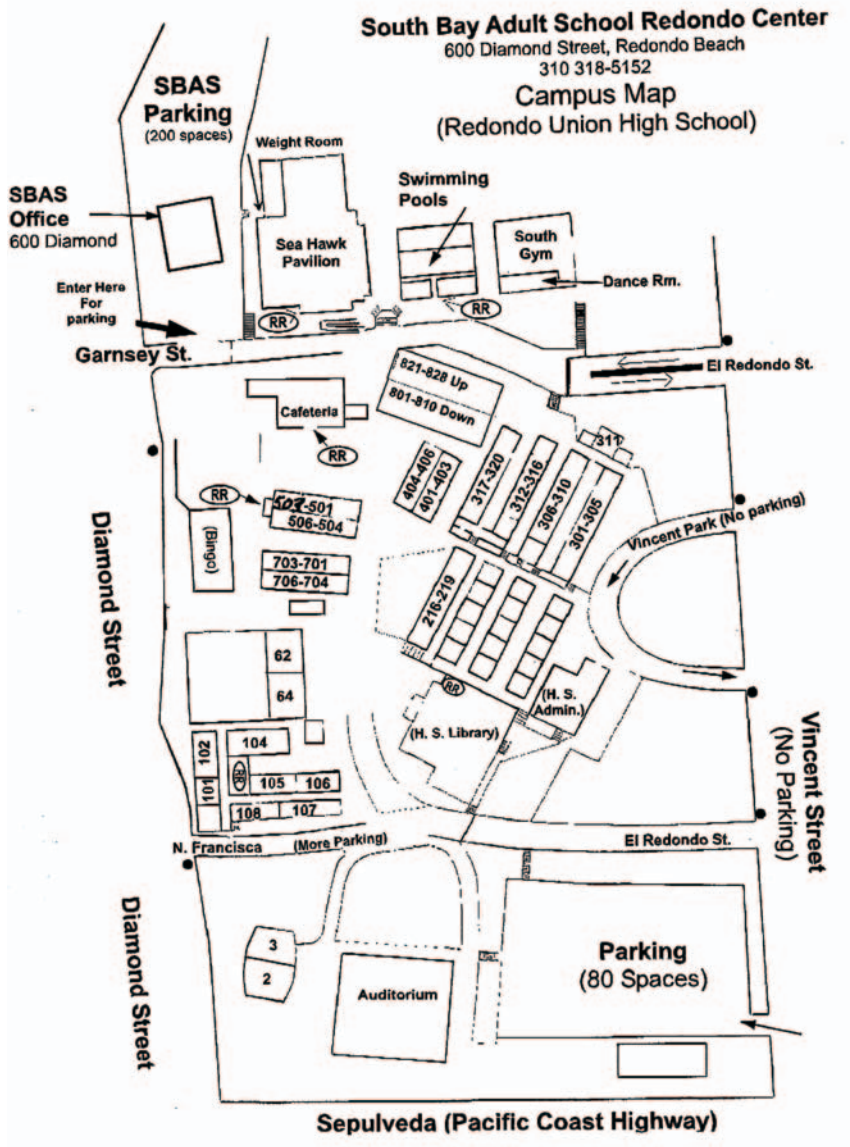 South Bay Adult School Redondo Center
600 Diamond Street, Redondo Beach
310 318-5152
Campus Map
(Redondo Union High School)
SBAS
Parking
(200 spaces)
Weight Room
Swimming
Pools
SBAS
Office
600 Diamond
Sea Hawk
Pavilion
South
Gym
Dance Rm.
Enter Here
For
parking
RR
RR
Garnsey St.
El Redondo St.
821-828 Up
801-810 Down
Cafeteria
RR
311
317-320
312-316
306-310
301-305
404-406
401-403
RR
-501
506-504
(Bingo)
Vincent Park (No parking)
Diamond Street
703-701
706-704
216-219
62
64
RR
(H. S.
Admin.)
(H. S. Library)
102
101
104
RR
105
106
108
107
Vincent Street
(No Parking)
N. Francisca
(More Parking)
El Redondo St.
Diamond Street
3
2
Auditorium
Parking
(80 Spaces)
Sepulveda (Pacific Coast Highway)